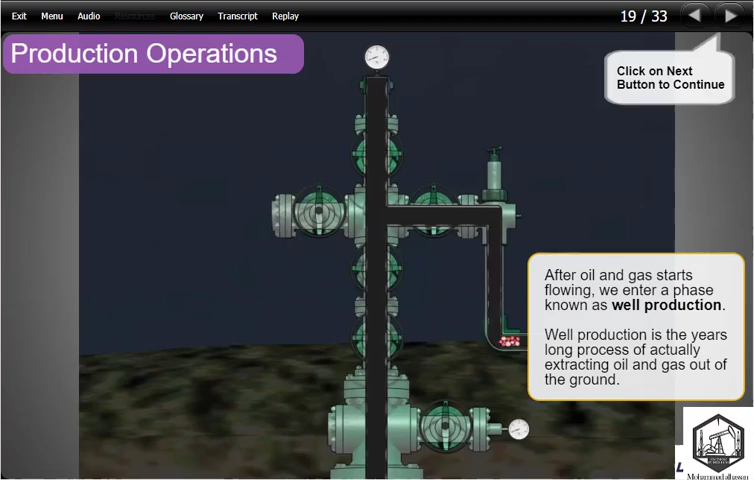 Exit Menu Audio Resources Glossary Transcript Replay 19 / 33
Production Operations
Click on Next
Button to Continue
After oil and gas starts
flowing, we enter a phase
known as well production.
Well production is the years
long process of actually
extracting oil and gas out of
the ground.
L
Mohammad alhassan